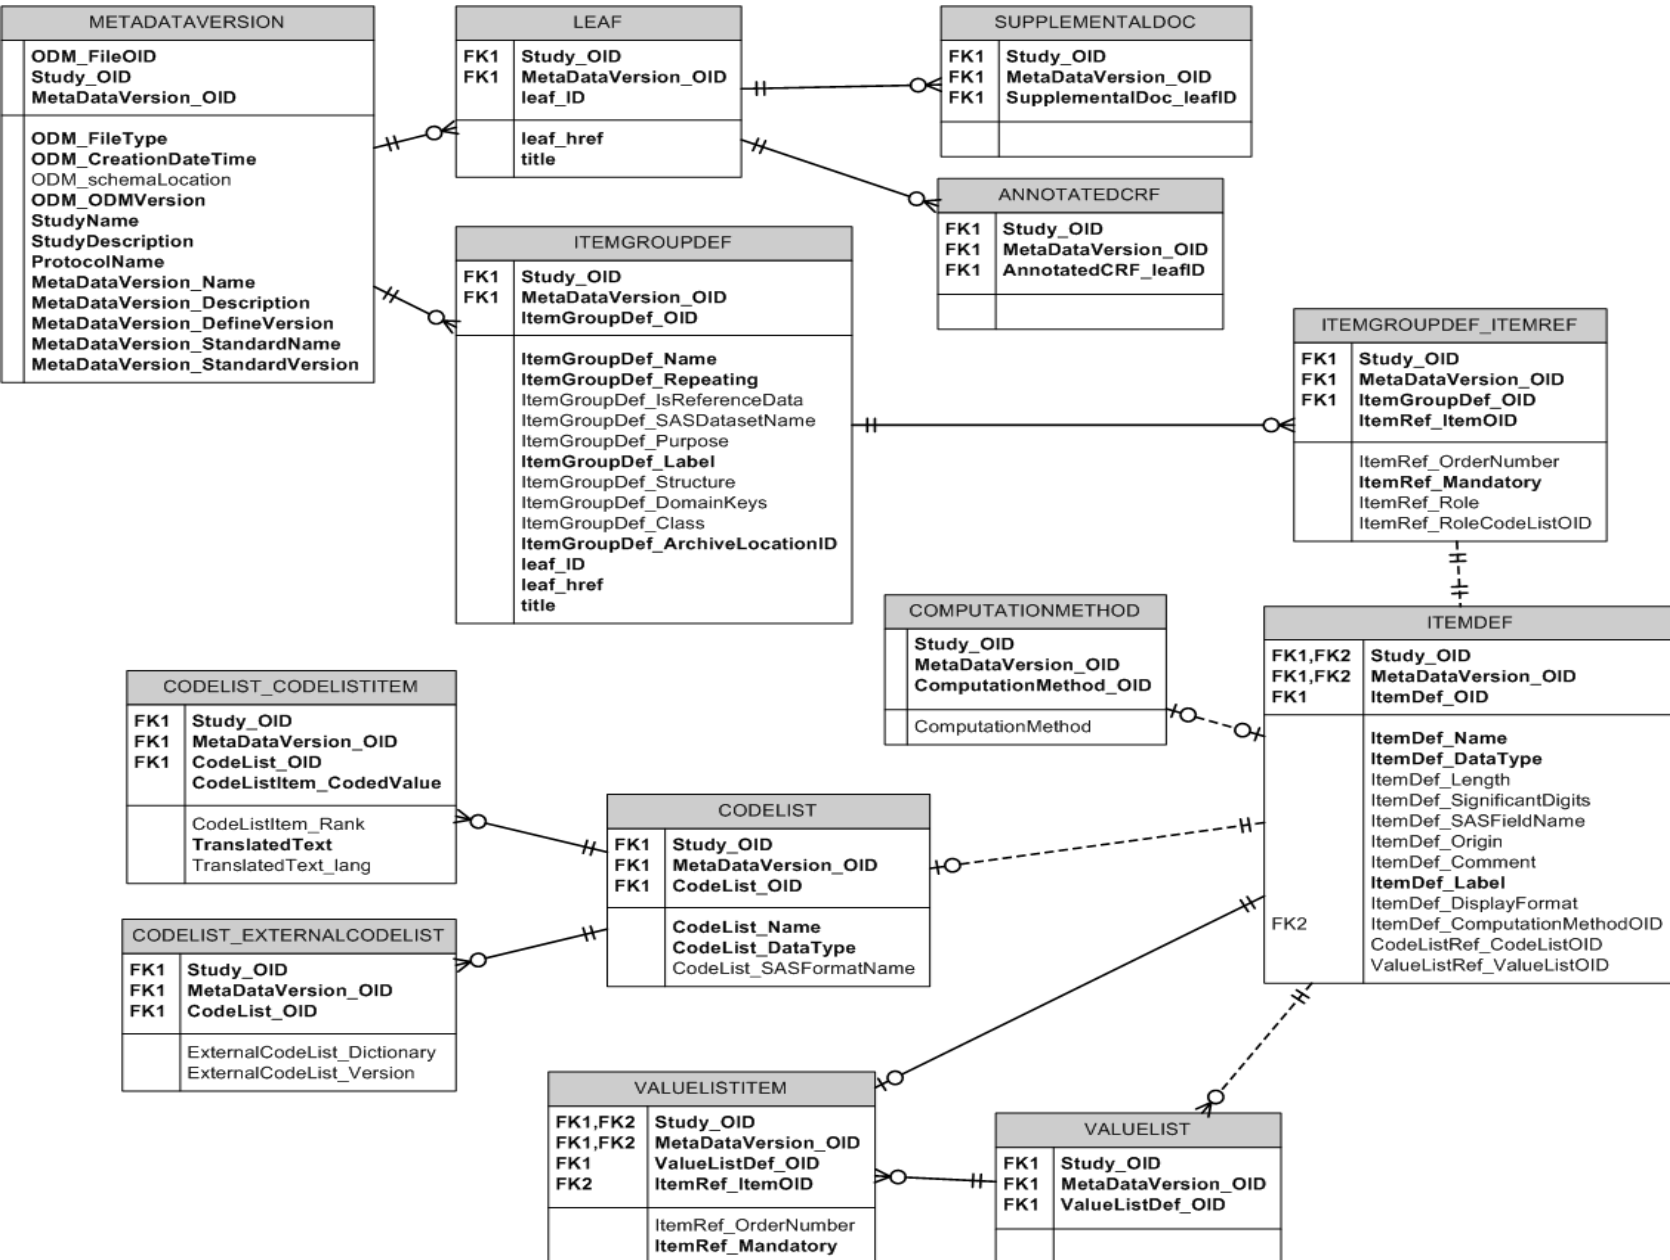 METADATAVERSION
ODM_FileOID
Study_OID
MetaDataVersion_OID
ODM_FileType
ODM_CreationDateTime
ODM_schemaLocation
ODM_ODMVersion
StudyName
StudyDescription
ProtocolName
MetaDataVersion_Name
MetaDataVersion_Description
MetaDataVersion_DefineVersion
MetaDataVersion_StandardName
MetaDataVersion_StandardVersion
LEAF
FK1 Study_OID
FK1 MetaDataVersion_OID
leaf_ID
leaf_href
title
SUPPLEMENTALDOC
FK1 Study_OID
FK1 MetaDataVersion_OID
FK1 SupplementalDoc_leafID
ANNOTATEDCRF
FK1 Study_OID
FK1 MetaDataVersion_OID
FK1 AnnotatedCRF_leafID
ITEMGROUPDEF
FK1 Study_OID
FK1 MetaDataVersion_OID
ItemGroupDef_OID
ItemGroupDef_Name
ItemGroupDef_Repeating
ItemGroupDef_IsReferenceData
ItemGroupDef_SASDatasetName
ItemGroupDef_Purpose
ItemGroupDef_Label
ItemGroupDef_Structure
ItemGroupDef_DomainKeys
ItemGroupDef_Class
ItemGroupDef_ArchiveLocationID
leaf_ID
leaf_href
title
ITEMGROUPDEF_ITEMREF
FK1 Study_OID
FK1 MetaDataVersion_OID
FK1 ItemGroupDef_OID
ItemRef_ItemOID
ItemRef_OrderNumber
ItemRef_Mandatory
ItemRef_Role
ItemRef_RoleCodeListOID
COMPUTATIONMETHOD
Study_OID
MetaDataVersion_OID
ComputationMethod_OID
ComputationMethod
ITEMDEF
FK1,FK2 Study_OID
FK1,FK2 MetaDataVersion_OID
FK1 ItemDef_OID
ItemDef_Name
ItemDef_DataType
ItemDef_Length
ItemDef_SignificantDigits
ItemDef_SASFieldName
ItemDef_Origin
ItemDef_Comment
ItemDef_Label
ItemDef_DisplayFormat
FK2 ItemDef_ComputationMethodOID
CodeListRef_CodeListOID
ValueListRef_ValueListOID
CODELIST_CODELISTITEM
FK1 Study_OID
FK1 MetaDataVersion_OID
FK1 CodeList_OID
CodeListItem_CodedValue
CodeListItem_Rank
TranslatedText
TranslatedText_lang
CODELIST
FK1 Study_OID
FK1 MetaDataVersion_OID
FK1 CodeList_OID
CodeList_Name
CodeList_DataType
CodeList_SASFormatName
CODELIST_EXTERNALCODELIST
FK1 Study_OID
FK1 MetaDataVersion_OID
FK1 CodeList_OID
ExternalCodeList_Dictionary
ExternalCodeList_Version
VALUELISTITEM
FK1,FK2 Study_OID
FK1,FK2 MetaDataVersion_OID
FK1 ValueListDef_OID
FK2 ItemRef_ItemOID
ItemRef_OrderNumber
ItemRef_Mandatory
VALUELIST
FK1 Study_OID
FK1 MetaDataVersion_OID
FK1 ValueListDef_OID